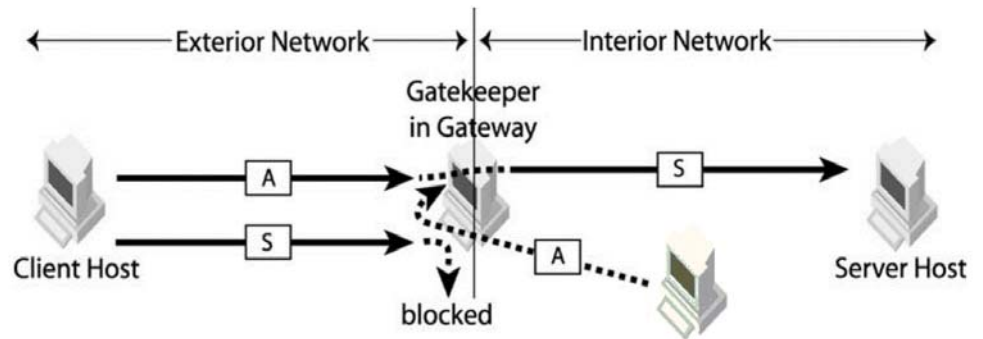 Exterior Network
Interior Network
Gatekeeper
in Gateway
A
S
S
A
Client Host
Server Host
blocked